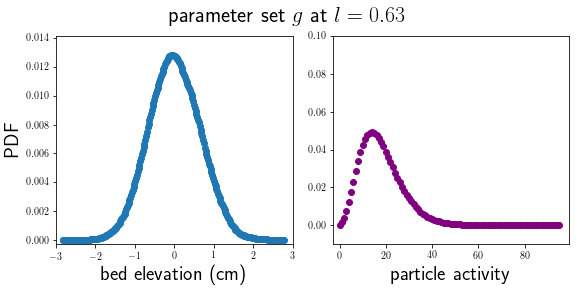 parameter set g at l = 0.63
PDF
0.014
0.012
0.010
0.008
0.006
0.004
0.002
0.000
−3 −2 −1 0 1 2 3
bed elevation (cm)
0.10
0.08
0.06
0.04
0.02
0.00
0 20 40 60 80
particle activity